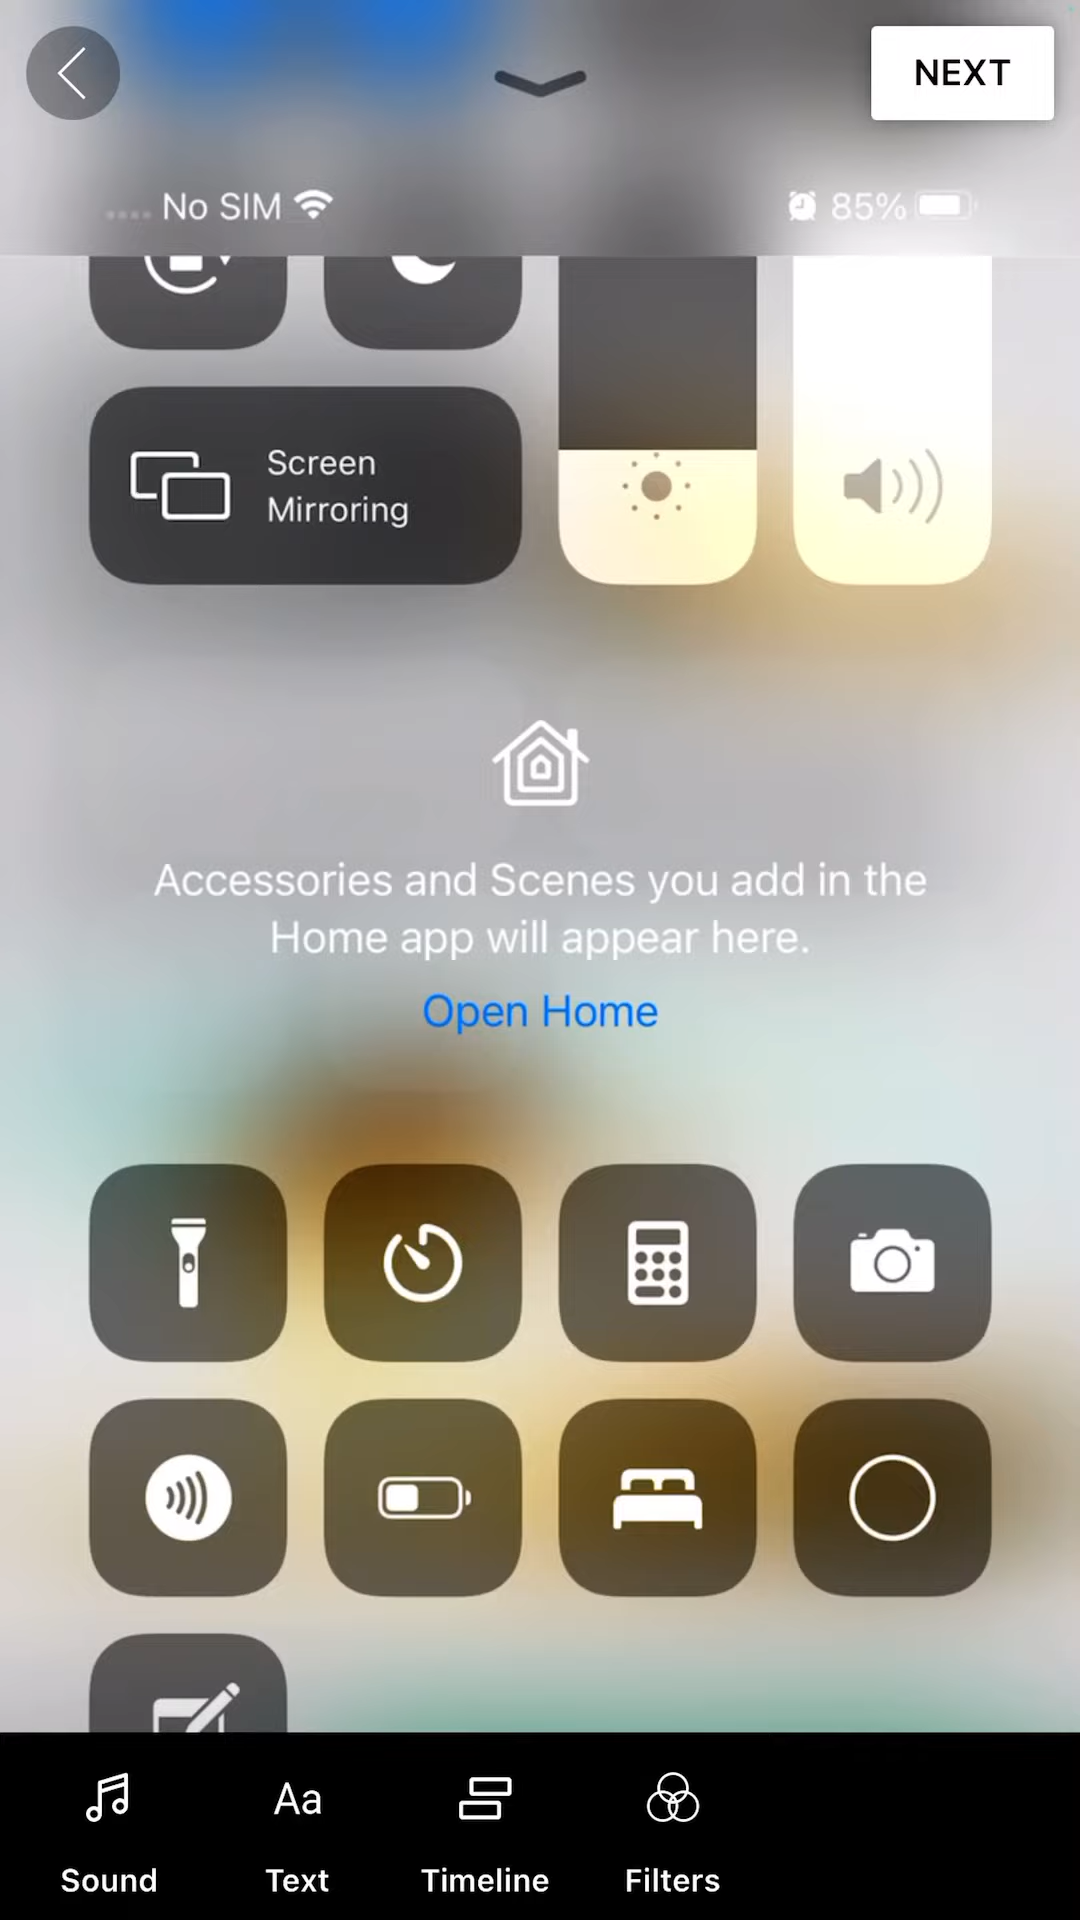 NEXT
No SIM
85%
Screen
Mirroring
Accessories and Scenes you add in the
Home app will appear here.
Open Home
Aa
Sound
Text
Timeline
Filters